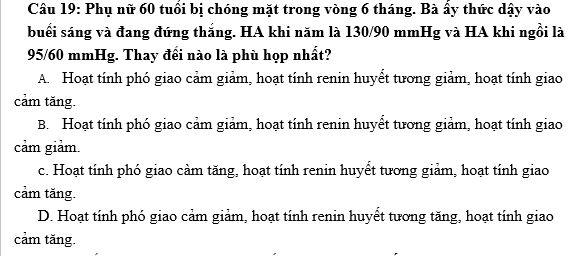 Câu 19: Phụ nữ 60 tuổi bị chóng mặt trong vòng 6 tháng. Bà ấy thức dậy vào
buổi sáng và đang đứng thẳng. HA khi năm là 130/90 mmHg và HA khi ngồi là
95/60 mmHg. Thay đổi nào là phù họp nhất?
A. Hoạt tính phó giao cảm giảm, hoạt tính renin huyết tương giảm, hoạt tính giao
cảm tăng.
B. Hoạt tính phó giao cảm giảm, hoạt tính renin huyết tương giảm, hoạt tính giao
cảm giảm.
c. Hoạt tính phó giao càm tăng, hoạt tính renin huyết tương giảm, hoạt tính giao
cảm tăng.
D. Hoạt tính phó giao cảm giảm, hoạt tính renin huyết tương tăng, hoạt tính giao
cảm tăng.